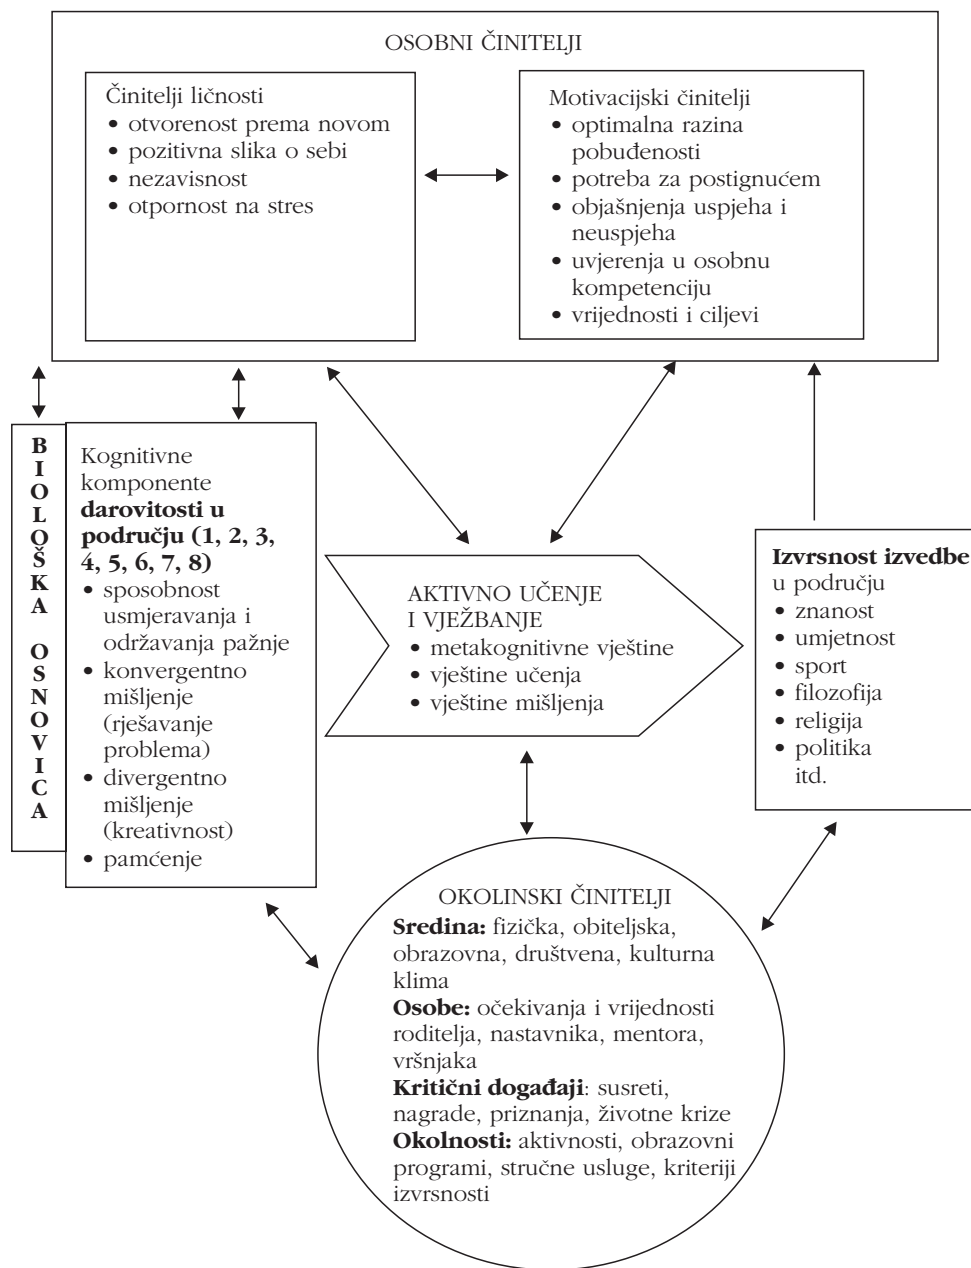 OSOBNI ČINITELJI
Činitelji ličnosti
• otvorenost prema novom
• pozitivna slika o sebi
• nezavisnost
• otpornost na stres
Motivacijski činitelji
• optimalna razina
pobuđenosti
• potreba za postignućem
• objašnjenja uspjeha i
neuspjeha
• uvjerenja u osobnu
kompetenciju
• vrijednosti i ciljevi
BIOLOŠKA OSNOVICA
Kognitivne
komponente
darovitosti u
području (1, 2, 3,
4, 5, 6, 7, 8)
• sposobnost
usmjeravanja i
održavanja pažnje
• konvergentno
mišljenje
(rješavanje
problema)
• divergentno
mišljenje
(kreativnost)
• pamćenje
AKTIVNO UČENJE
I VJEŽBANJE
• metakognitivne vještine
• vještine učenja
• vještine mišljenja
Izvrsnost izvedbe
u području
• znanost
• umjetnost
• sport
• filozofija
• religija
• politika
itd.
OKOLINSKI ČINITELJI
Sredina: fizička, obiteljska,
obrazovna, društvena, kulturna
klima
Osobe: očekivanja i vrijednosti
roditelja, nastavnika, mentora,
vršnjaka
Kritični događaji: susreti,
nagrade, priznanja, životne krize
Okolnosti: aktivnosti, obrazovni
programi, stručne usluge, kriteriji
izvrsnosti